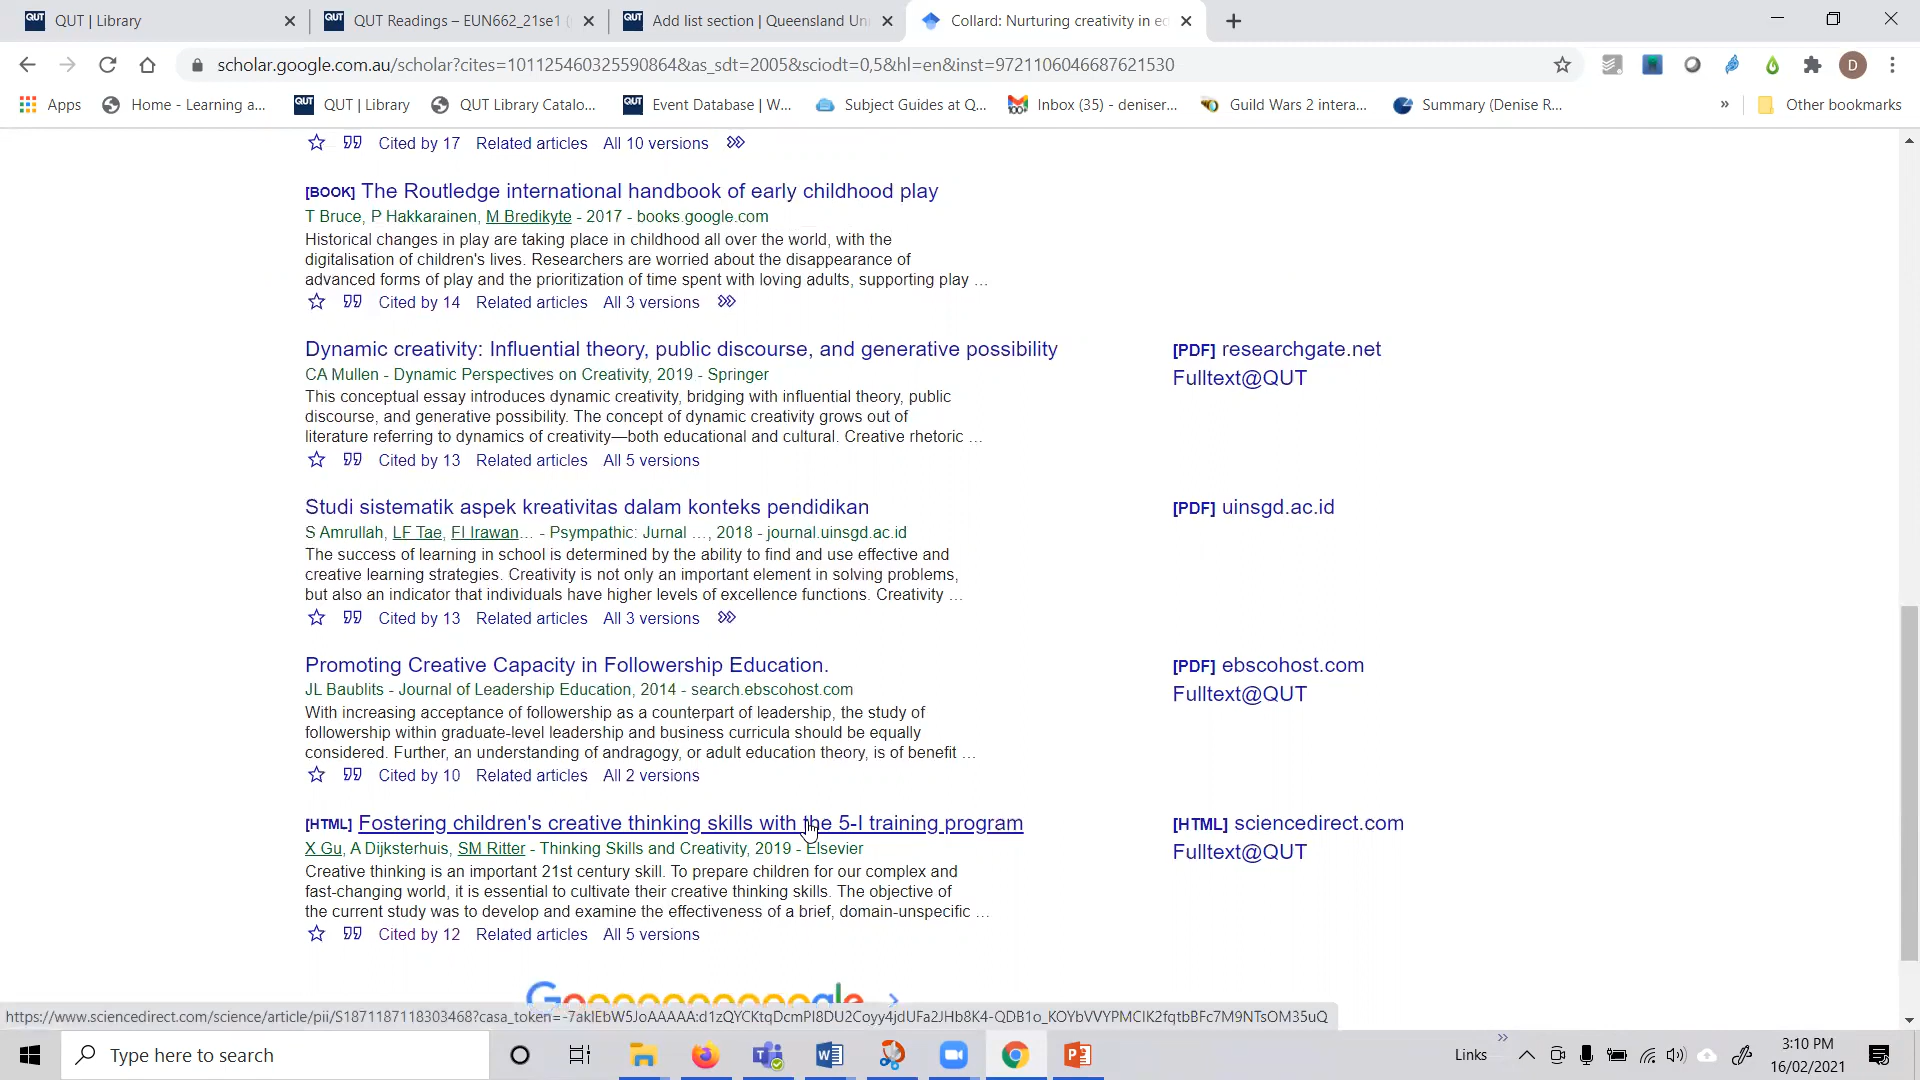 QUT | Library
QUT Readings – EUN662_21se1 (
Add list section | Queensland Un
Collard: Nurturing creativity in e
scholar.google.com.au/scholar?cites=101125460325590864&as_sdt=2005&sciodt=0,5&hl=en&inst=9721106046687621530
D
Apps
Home - Learning a...
QUT | Library
QUT Library Catalo...
Event Database | W...
Subject Guides at Q...
Inbox (35) - deniser...
Guild Wars 2 intera...
Summary (Denise R...
»
Other bookmarks
Cited by 17 Related articles All 10 versions
[BOOK] The Routledge international handbook of early childhood play
T Bruce, P Hakkarainen, M Bredikyte - 2017 - books.google.com
Historical changes in play are taking place in childhood all over the world, with the
digitalisation of children's lives. Researchers are worried about the disappearance of
advanced forms of play and the prioritization of time spent with loving adults, supporting play …
Cited by 14 Related articles All 3 versions
Dynamic creativity: Influential theory, public discourse, and generative possibility
[PDF] researchgate.net
CA Mullen - Dynamic Perspectives on Creativity, 2019 - Springer
Fulltext@QUT
This conceptual essay introduces dynamic creativity, bridging with influential theory, public
discourse, and generative possibility. The concept of dynamic creativity grows out of
literature referring to dynamics of creativity—both educational and cultural. Creative rhetoric …
Cited by 13 Related articles All 5 versions
Studi sistematik aspek kreativitas dalam konteks pendidikan
[PDF] uinsgd.ac.id
S Amrullah, LF Tae, FI Irawan… - Psympathic: Jurnal …, 2018 - journal.uinsgd.ac.id
The success of learning in school is determined by the ability to find and use effective and
creative learning strategies. Creativity is not only an important element in solving problems,
but also an indicator that individuals have higher levels of excellence functions. Creativity …
Cited by 13 Related articles All 3 versions
Promoting Creative Capacity in Followership Education.
[PDF] ebscohost.com
JL Baublits - Journal of Leadership Education, 2014 - search.ebscohost.com
Fulltext@QUT
With increasing acceptance of followership as a counterpart of leadership, the study of
followership within graduate-level leadership and business curricula should be equally
considered. Further, an understanding of andragogy, or adult education theory, is of benefit …
Cited by 10 Related articles All 2 versions
[HTML] Fostering children's creative thinking skills with the 5-I training program
[HTML] sciencedirect.com
X Gu, A Dijksterhuis, SM Ritter - Thinking Skills and Creativity, 2019 - Elsevier
Fulltext@QUT
Creative thinking is an important 21st century skill. To prepare children for our complex and
fast-changing world, it is essential to cultivate their creative thinking skills. The objective of
the current study was to develop and examine the effectiveness of a brief, domain-unspecific …
Cited by 12 Related articles All 5 versions
Type here to search
Links
3:10 PM
16/02/2021